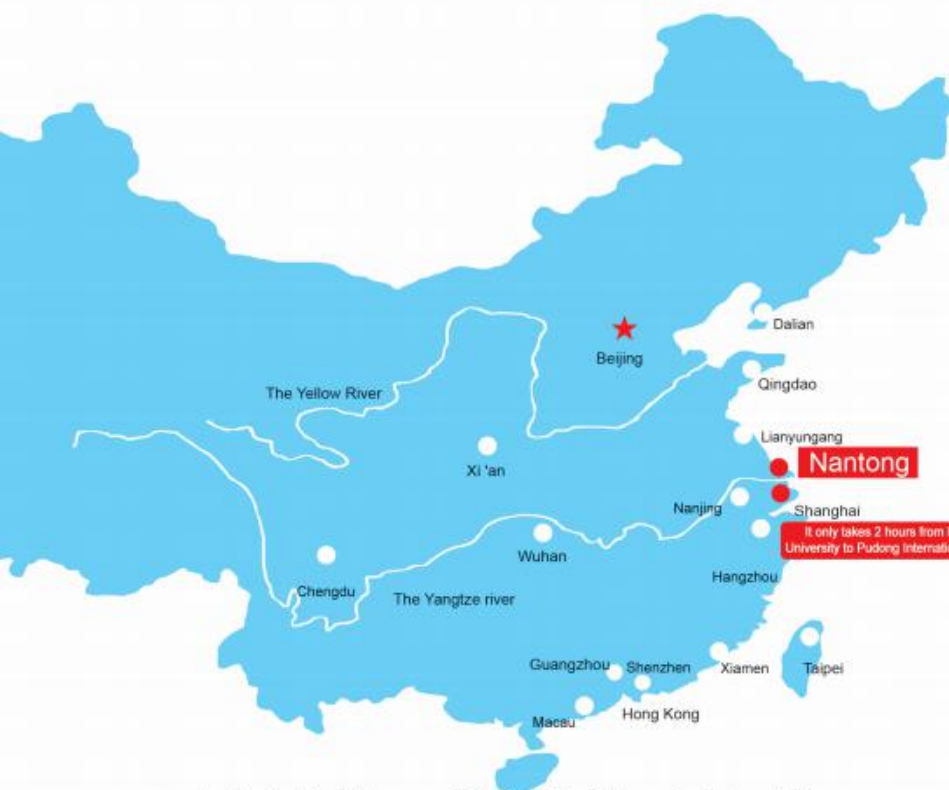 Dalian
Beijing
Qingdao
The Yellow River
Lianyungang
Nantong
Xi 'an
Nanjing
Shanghai
It only takes 2 hours from
University to Pudong
Wuhan
Hangzhou
Chengdu
The Yangtze river
Guangzhou
Shenzhen
Xiamen
Taipei
Macau
Hong Kong